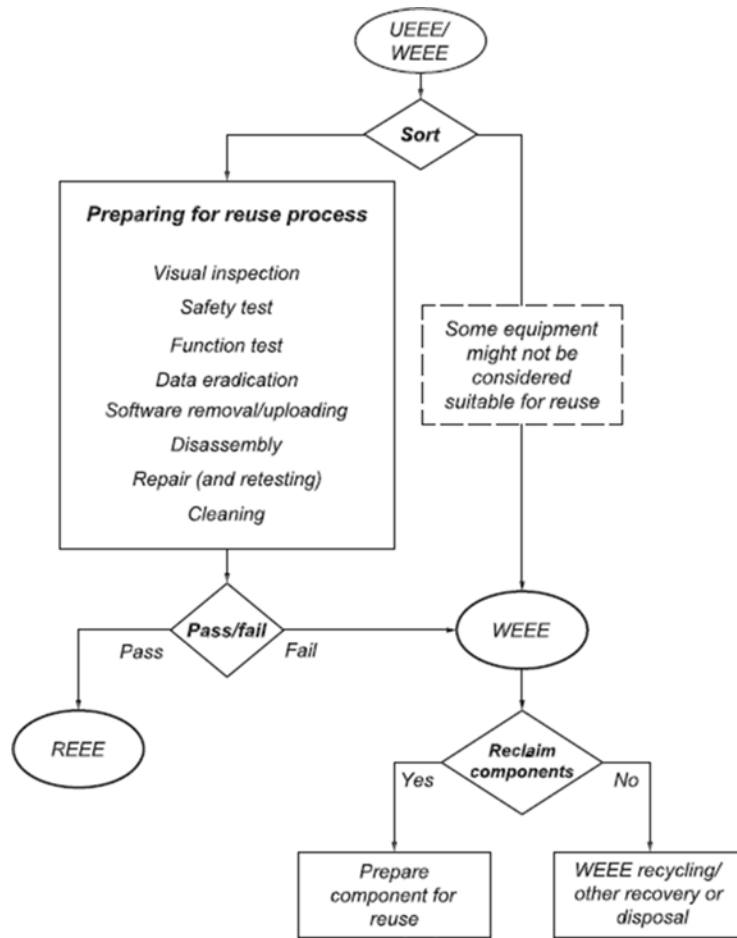 UEEE/
WEEE
Sort
Preparing for reuse process
Visual inspection
Safety test
Function test
Data eradication
Software removal/uploading
Disassembly
Repair (and retesting)
Cleaning
Some equipment
might not be
considered
suitable for reuse
Pass/fail
Pass
Fail
WEEE
REEE
Reclaim
components
Yes
No
Prepare
component for
reuse
WEEE recycling/
other recovery or
disposal